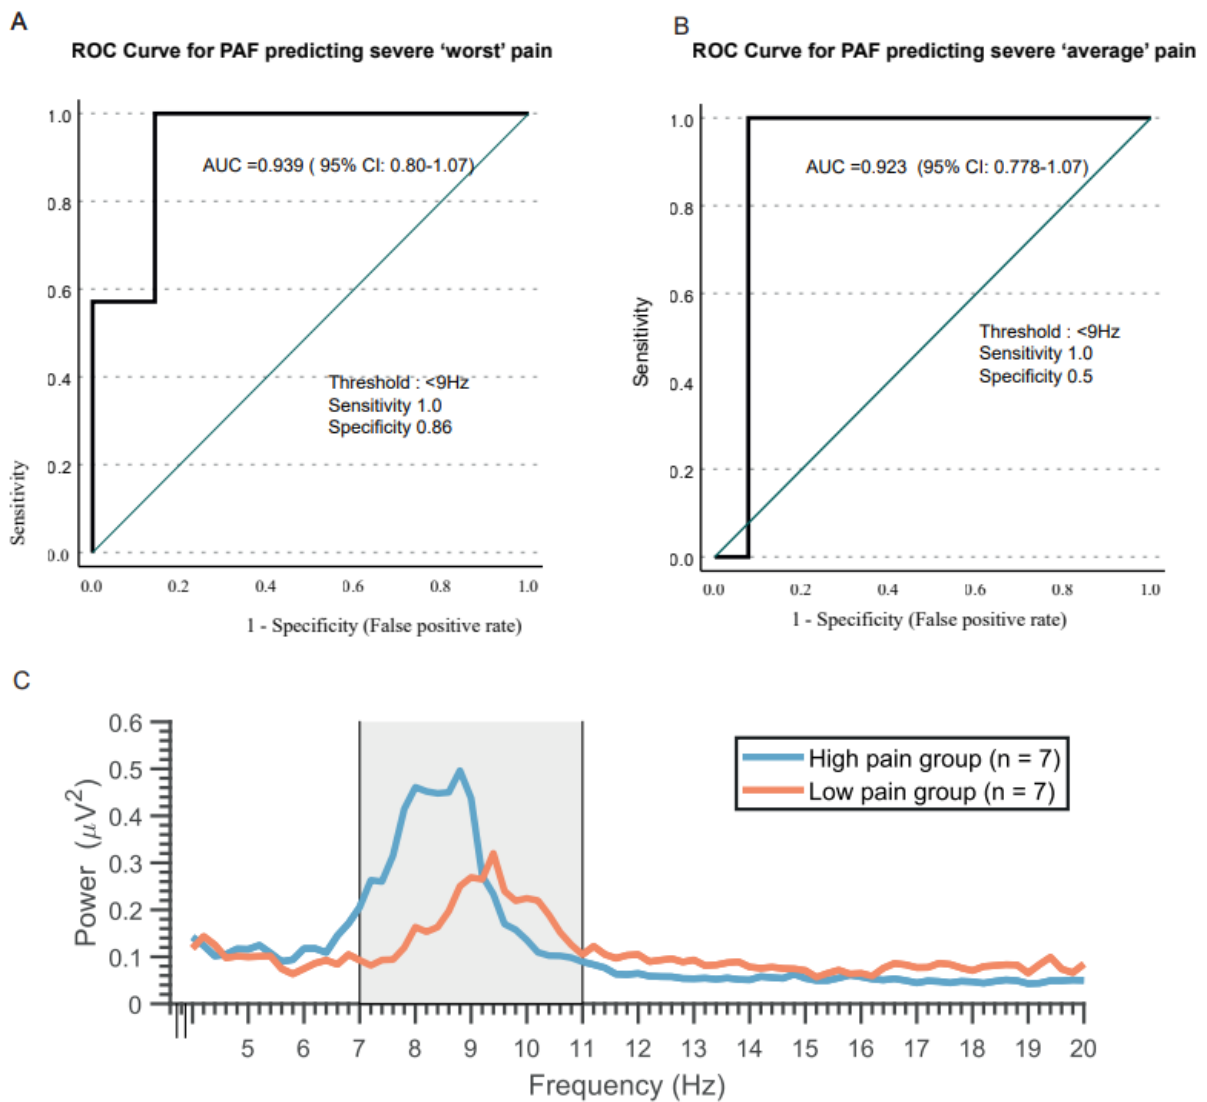 A
ROC Curve for PAF predicting severe ‘worst’ pain
1.0
0.8
0.6
0.4
0.2
0.0
Sensitivity
AUC =0.939 ( 95% CI: 0.80-1.07)
Threshold : <9Hz
Sensitivity 1.0
Specificity 0.86
0.0 0.2 0.4 0.6 0.8 1.0
1 - Specificity (False positive rate)
B
ROC Curve for PAF predicting severe ‘average’ pain
1.0
0.8
0.6
0.4
0.2
0.0
Sensitivity
AUC =0.923 (95% CI: 0.778-1.07)
Threshold : <9Hz
Sensitivity 1.0
Specificity 0.5
0.0 0.2 0.4 0.6 0.8 1.0
1 - Specificity (False positive rate)
C
0.6
0.5
0.4
0.3
0.2
0.1
0
Power (μV²)
High pain group (n = 7)
Low pain group (n = 7)
5 6 7 8 9 10 11 12 13 14 15 16 17 18 19 20
Frequency (Hz)